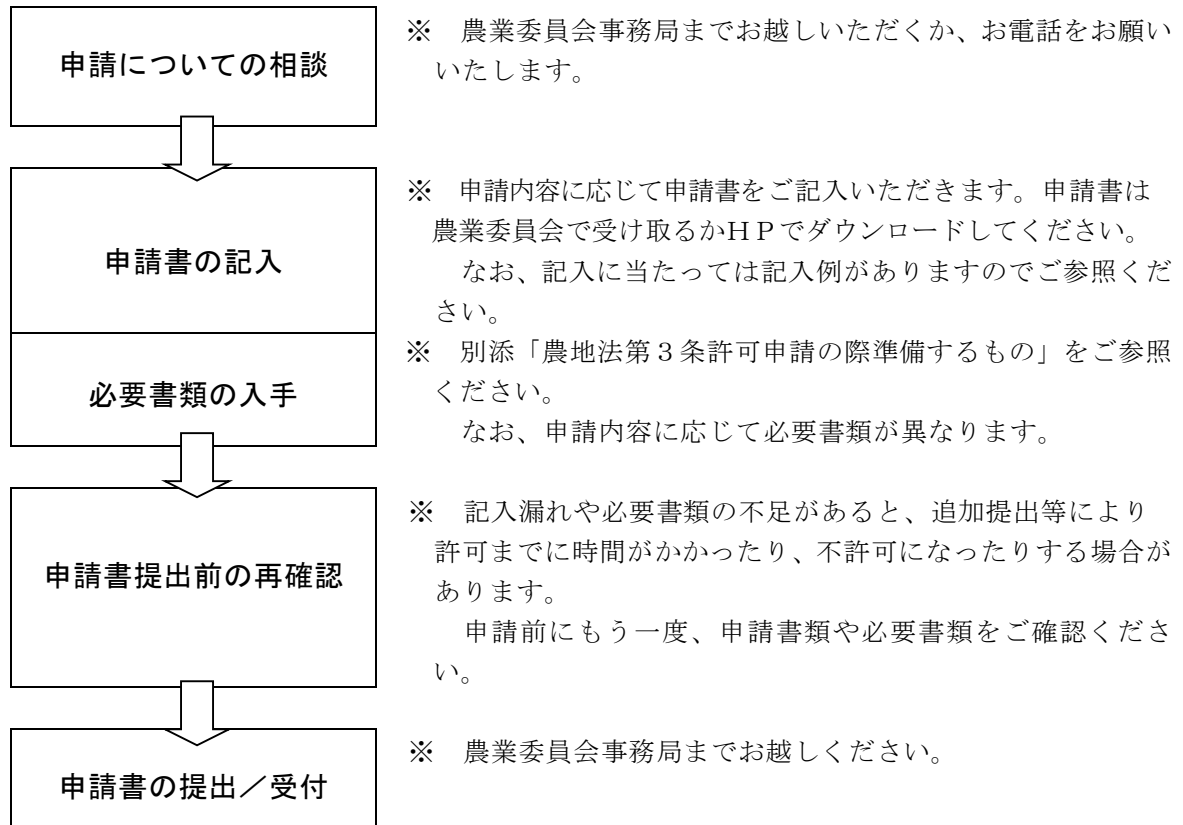 申請についての相談
※ 農業委員会事務局までお越しいただくか、お電話をお願い
いたします。
申請書の記入
※ 申請内容に応じて申請書をご記入いただきます。申請書は
農業委員会で受け取るかHPでダウンロードしてください。
なお、記入に当たっては記入例がありますのでご参照くだ
さい。
必要書類の入手
※ 別添「農地法第3条許可申請の際準備するもの」をご参照
ください。
なお、申請内容に応じて必要書類が異なります。
申請書提出前の再確認
※ 記入漏れや必要書類の不足があると、追加提出等により
許可までに時間がかかったり、不許可になったりする場合が
あります。
申請前にもう一度、申請書類や必要書類をご確認くださ
い。
申請書の提出/受付
※ 農業委員会事務局までお越しください。